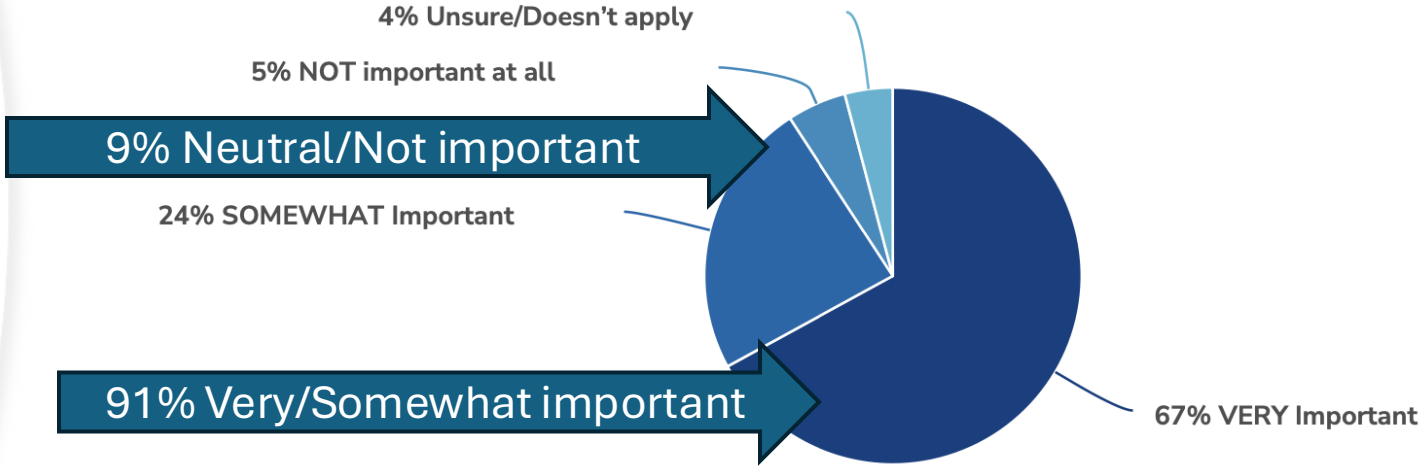 4% Unsure/Doesn’t apply
5% NOT important at all
9% Neutral/Not important
24% SOMEWHAT Important
91% Very/Somewhat important
67% VERY Important